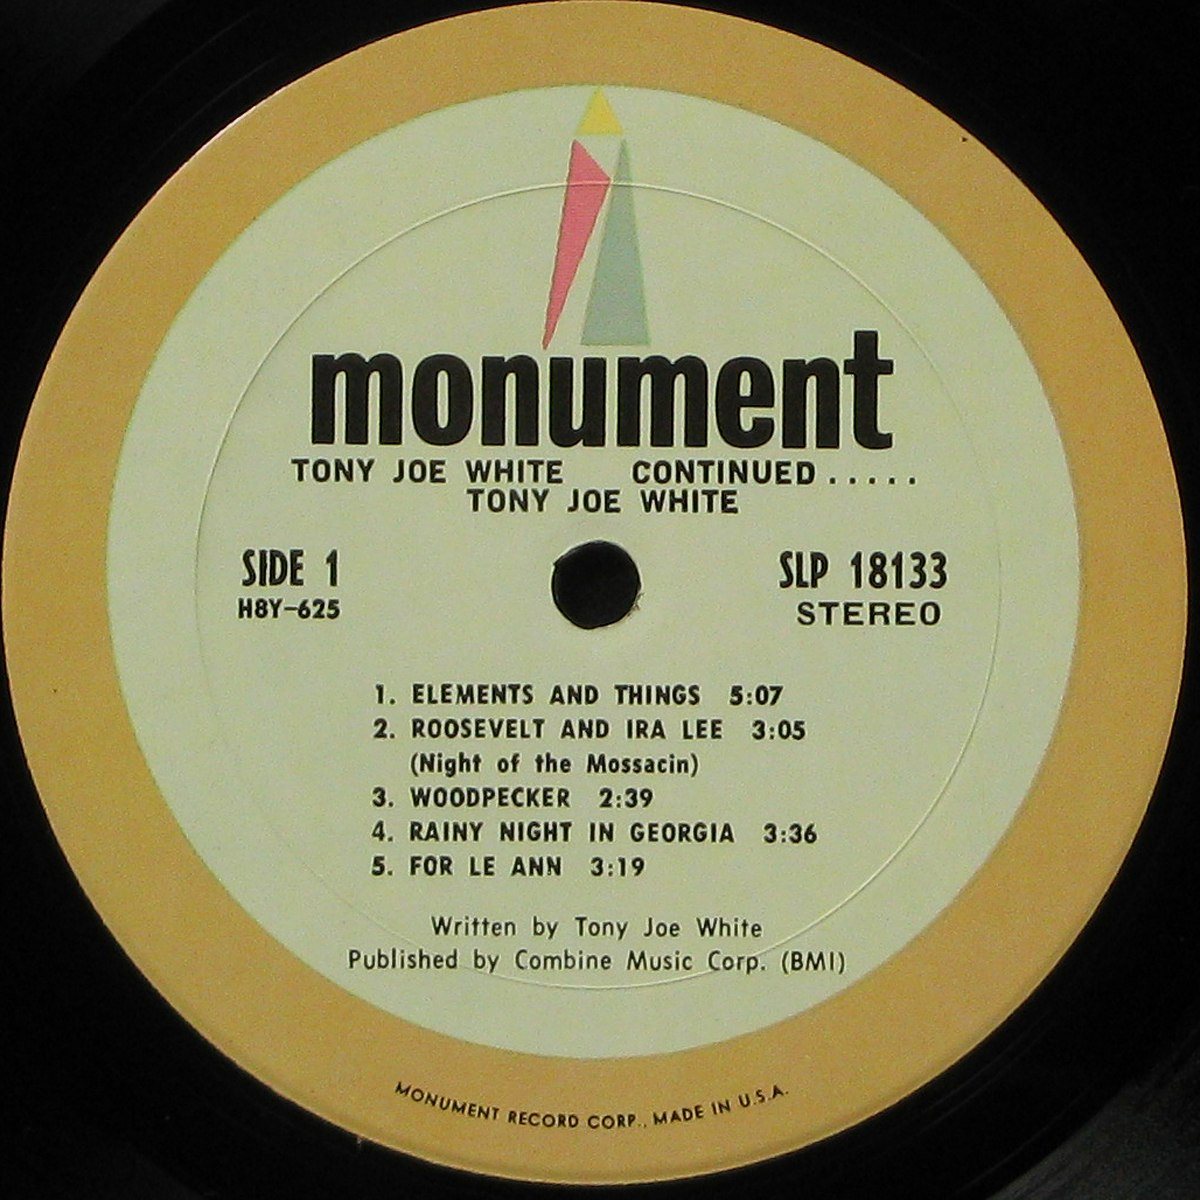 monument
TONY JOE WHITE CONTINUED.....
TONY JOE WHITE
SIDE 1
H8Y-625
SLP 18133
STEREO
1. ELEMENTS AND THINGS 5:07
2. ROOSEVELT AND IRA LEE 3:05
(Night of the Mossacin)
3. WOODPECKER 2:39
4. RAINY NIGHT IN GEORGIA 3:36
5. FOR LE ANN 3:19
Written by Tony Joe White
Published by Combine Music Corp. (BMI)
MONUMENT RECORD CORP., MADE IN U.S.A.